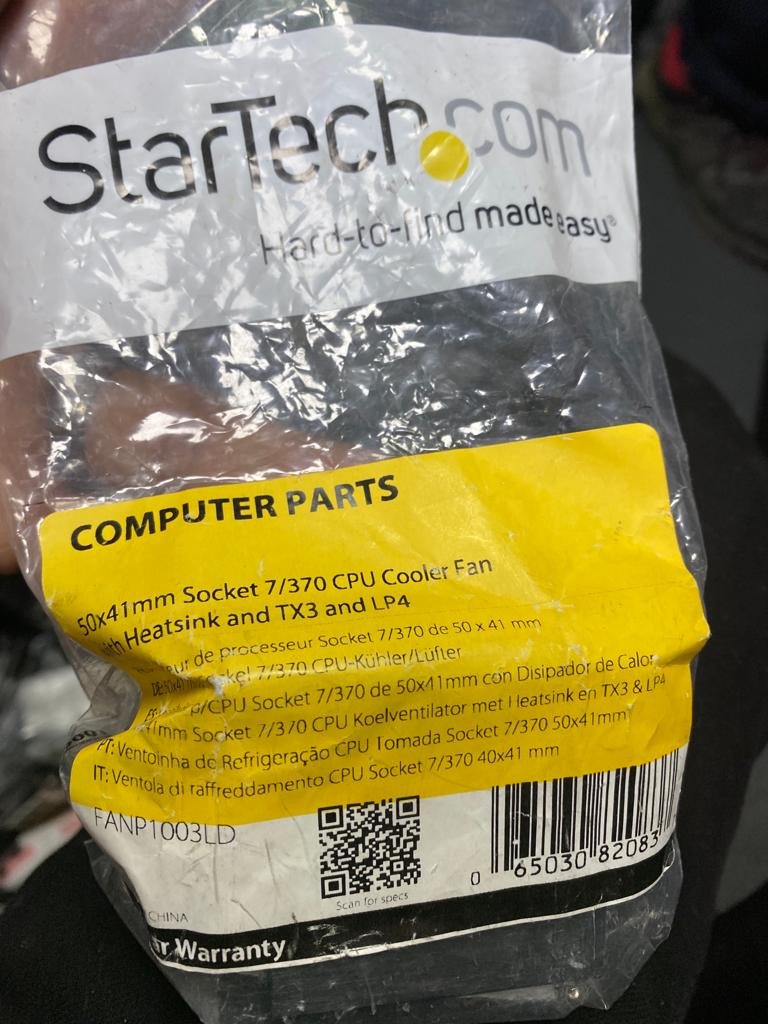 StarTech.com
Hard-to-find made easy®
COMPUTER PARTS
50x41mm Socket 7/370 CPU Cooler Fan
with Heatsink and TX3 and LP4
de processeur Socket 7/370 de 50 x 41 mm
7/370 CPU-Kühler/Lüfter
/CPU Socket 7/370 de 50x41mm con Disipador de Calor
Socket 7/370 CPU Koelventilator met Heatsink en TX3 & LP4
PT: Ventoinha de Refrigeração CPU Tomada Socket 7/370 50x41mm
IT: Ventola di raffreddamento CPU Socket 7/370 40x41 mm
FANP1003LD
Scan for specs
0 65030 82083
CHINA
Warranty